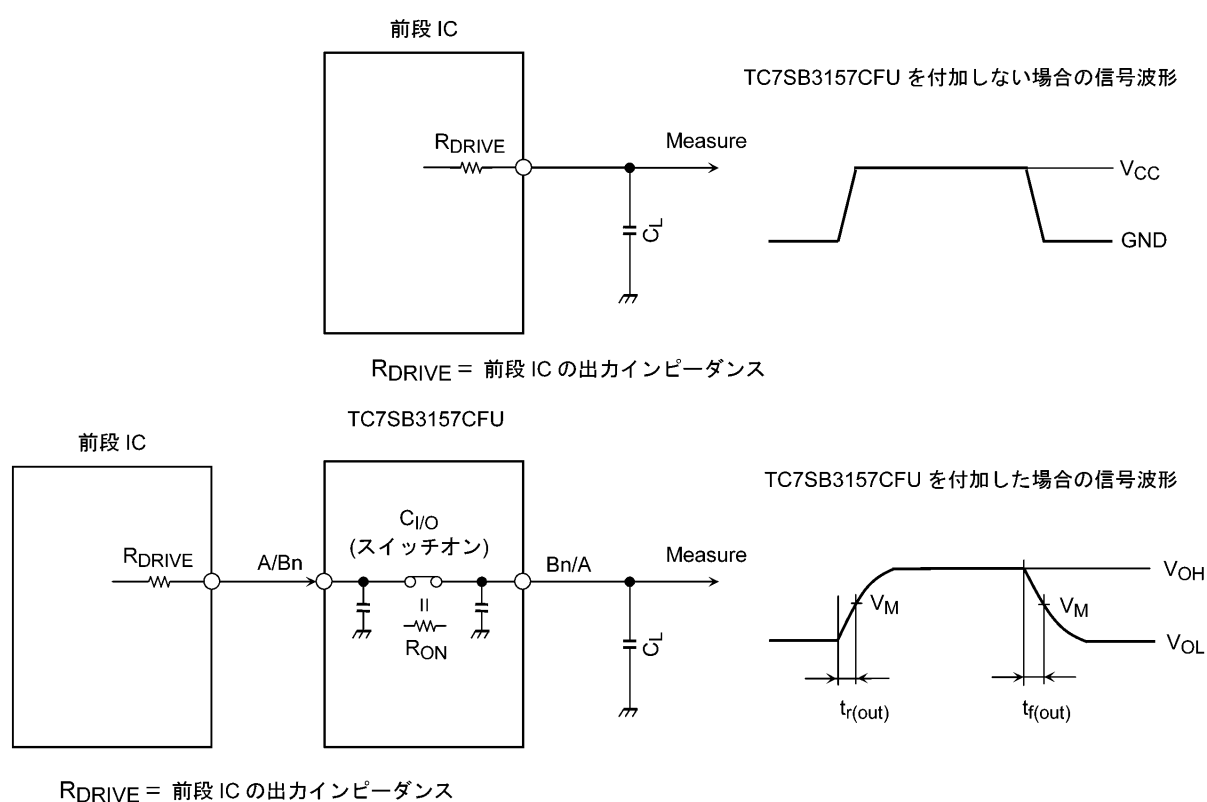 前段 IC
TC7SB3157CFU を付加しない場合の信号波形
RDRIVE
Measure
VCC
CL
GND
RDRIVE = 前段 IC の出力インピーダンス
TC7SB3157CFU
前段 IC
TC7SB3157CFU を付加した場合の信号波形
CI/O
(スイッチオン)
RDRIVE
A/Bn
Bn/A
Measure
VOH
VM
VM
RON
CL
VOL
tr(out)
tf(out)
RDRIVE = 前段 IC の出力インピーダンス